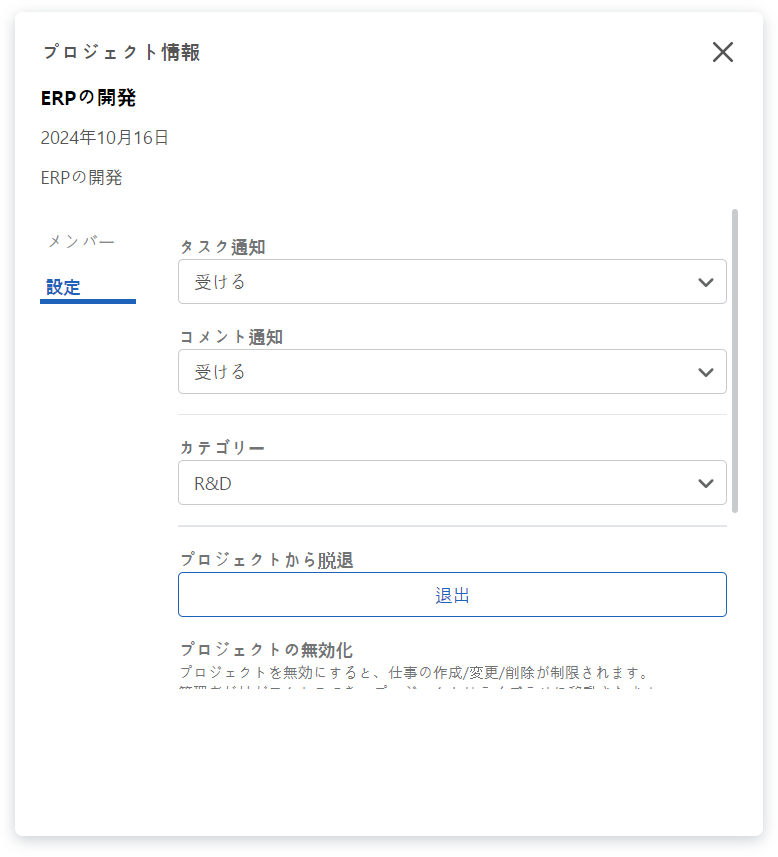 プロジェクト情報
ERPの開発
2024年10月16日
ERPの開発
メンバー
設定
タスク通知
受ける
コメント通知
受ける
カテゴリー
R&D
プロジェクトから脱退
退出
プロジェクトの無効化
プロジェクトを無効にすると、仕事の作成/変更/削除が制限されます。